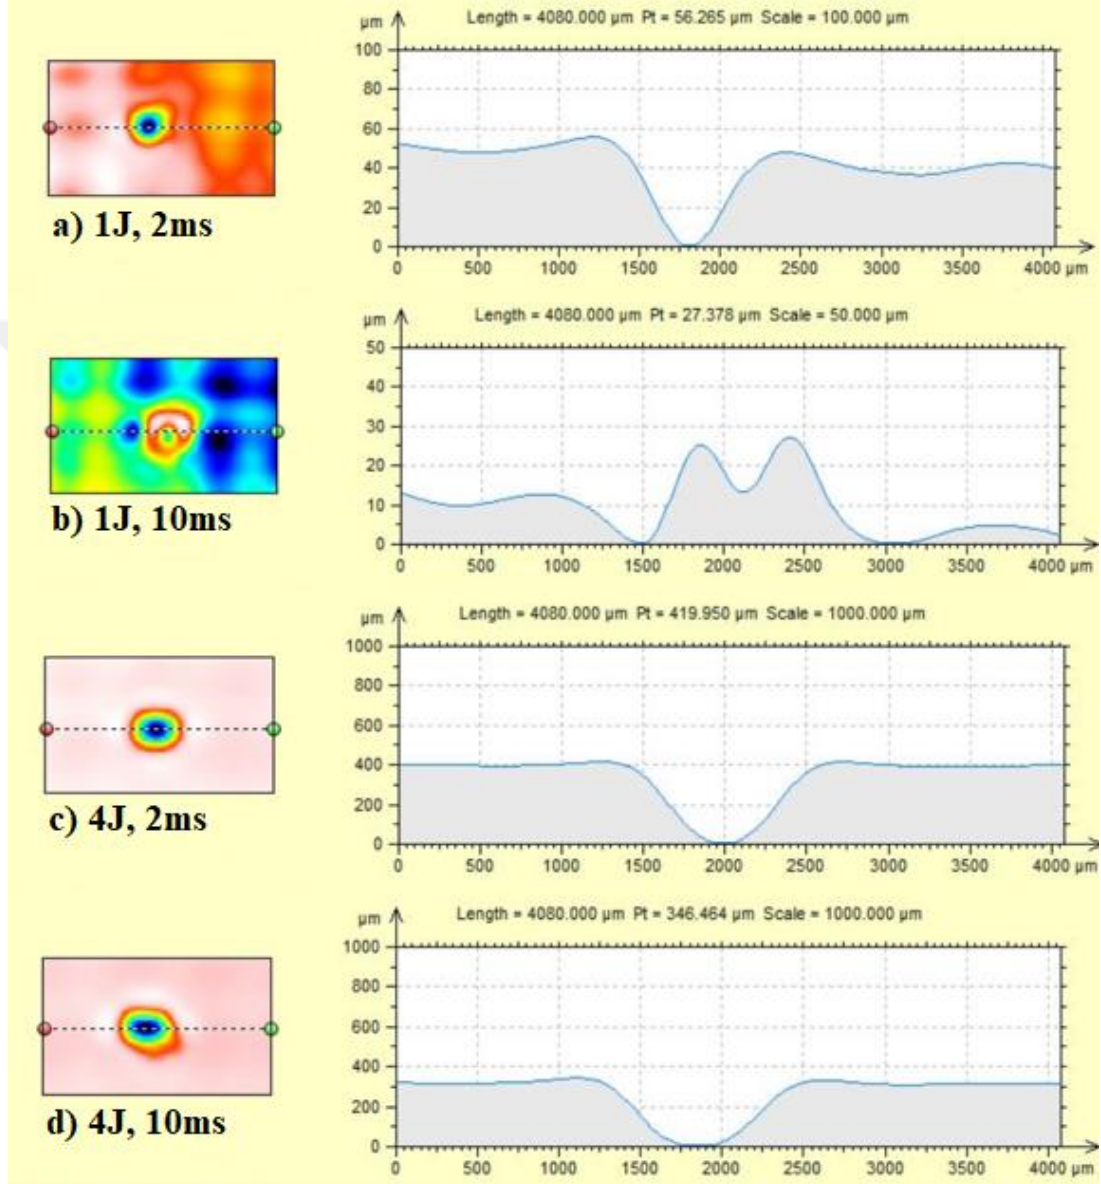 Length = 4080.000 µm Pt = 56.265 µm Scale = 100.000 µm
µm
100
80
60
40
20
0
0 500 1000 1500 2000 2500 3000 3500 4000 µm
a) 1J, 2ms
Length = 4080.000 µm Pt = 27.378 µm Scale = 50.000 µm
µm
50
40
30
20
10
0
0 500 1000 1500 2000 2500 3000 3500 4000 µm
b) 1J, 10ms
Length = 4080.000 µm Pt = 419.950 µm Scale = 1000.000 µm
µm
1000
800
600
400
200
0
0 500 1000 1500 2000 2500 3000 3500 4000 µm
c) 4J, 2ms
Length = 4080.000 µm Pt = 346.464 µm Scale = 1000.000 µm
µm
1000
800
600
400
200
0
0 500 1000 1500 2000 2500 3000 3500 4000 µm
d) 4J, 10ms